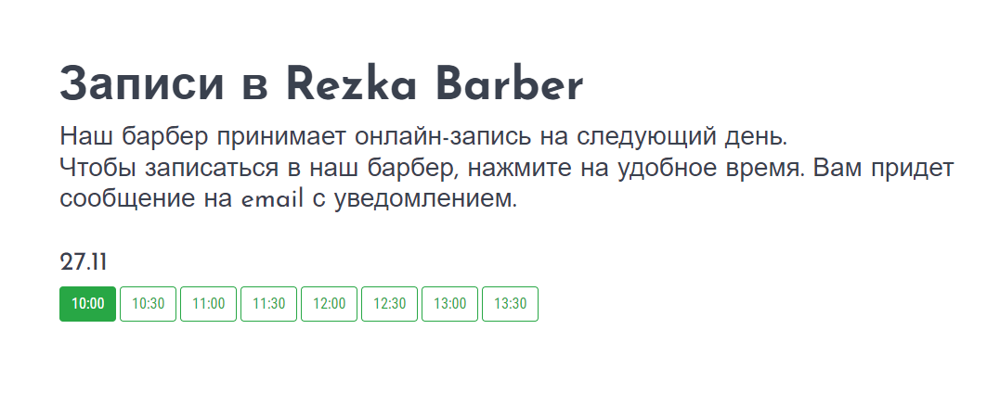 Записи в Rezka Barber
Наш барбер принимает онлайн-запись на следующий день.
Чтобы записаться в наш барбер, нажмите на удобное время. Вам придет
сообщение на email с уведомлением.
27.11
10:00 10:30 11:00 11:30 12:00 12:30 13:00 13:30